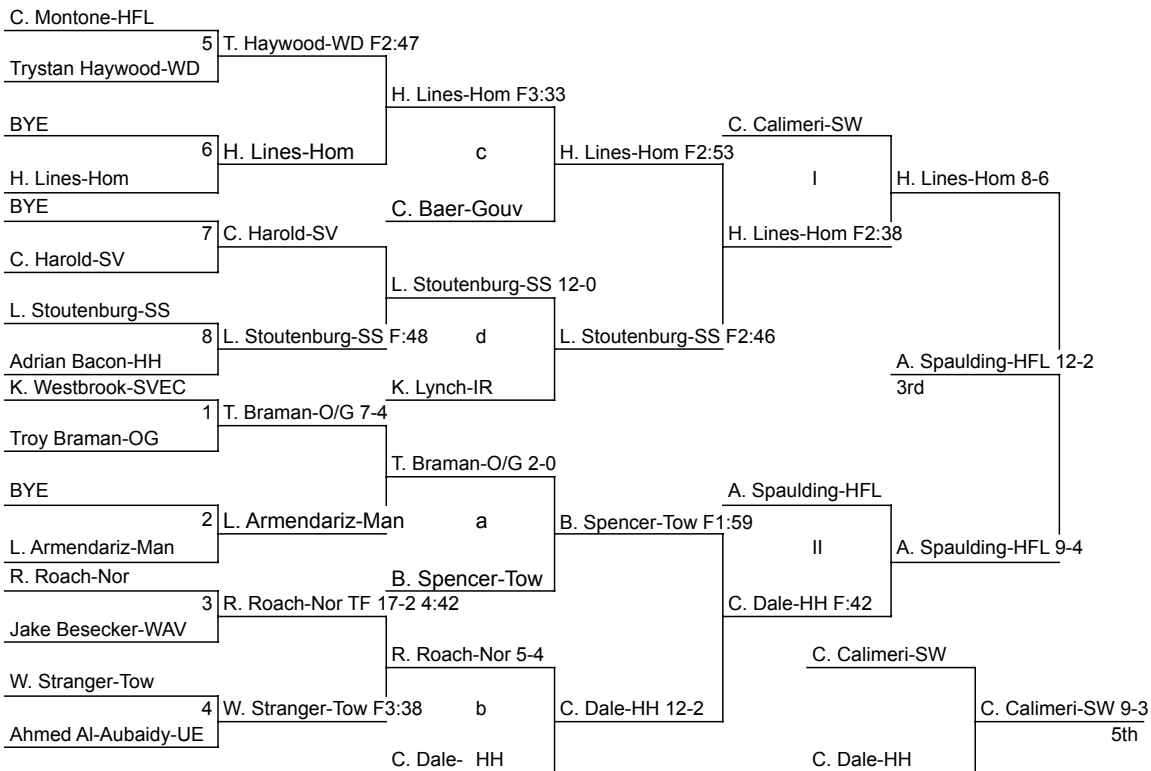 C. Montone-HFL
5 T. Haywood-WD F2:47
Trystan Haywood-WD
H. Lines-Hom F3:33
BYE
C. Calimeri-SW
6 H. Lines-Hom
c
H. Lines-Hom F2:53
H. Lines-Hom
I
H. Lines-Hom 8-6
BYE
C. Baer-Gouv
7 C. Harold-SV
H. Lines-Hom F2:38
C. Harold-SV
L. Stoutenburg-SS 12-0
L. Stoutenburg-SS
8 L. Stoutenburg-SS F:48
d
L. Stoutenburg-SS F2:46
Adrian Bacon-HH
A. Spaulding-HFL 12-2
K. Westbrook-SVEC
K. Lynch-IR
3rd
1 T. Braman-O/G 7-4
Troy Braman-OG
T. Braman-O/G 2-0
BYE
A. Spaulding-HFL
2 L. Armendariz-Man
a
B. Spencer-Tow F1:59
L. Armendariz-Man
II
A. Spaulding-HFL 9-4
R. Roach-Nor
B. Spencer-Tow
3 R. Roach-Nor TF 17-2 4:42
C. Dale-HH F:42
Jake Besecker-WAV
R. Roach-Nor 5-4
C. Calimeri-SW
W. Stranger-Tow
4 W. Stranger-Tow F3:38
b
C. Dale-HH 12-2
C. Calimeri-SW 9-3
Ahmed Al-Aubaidy-UE
5th
C. Dale- HH
C. Dale-HH